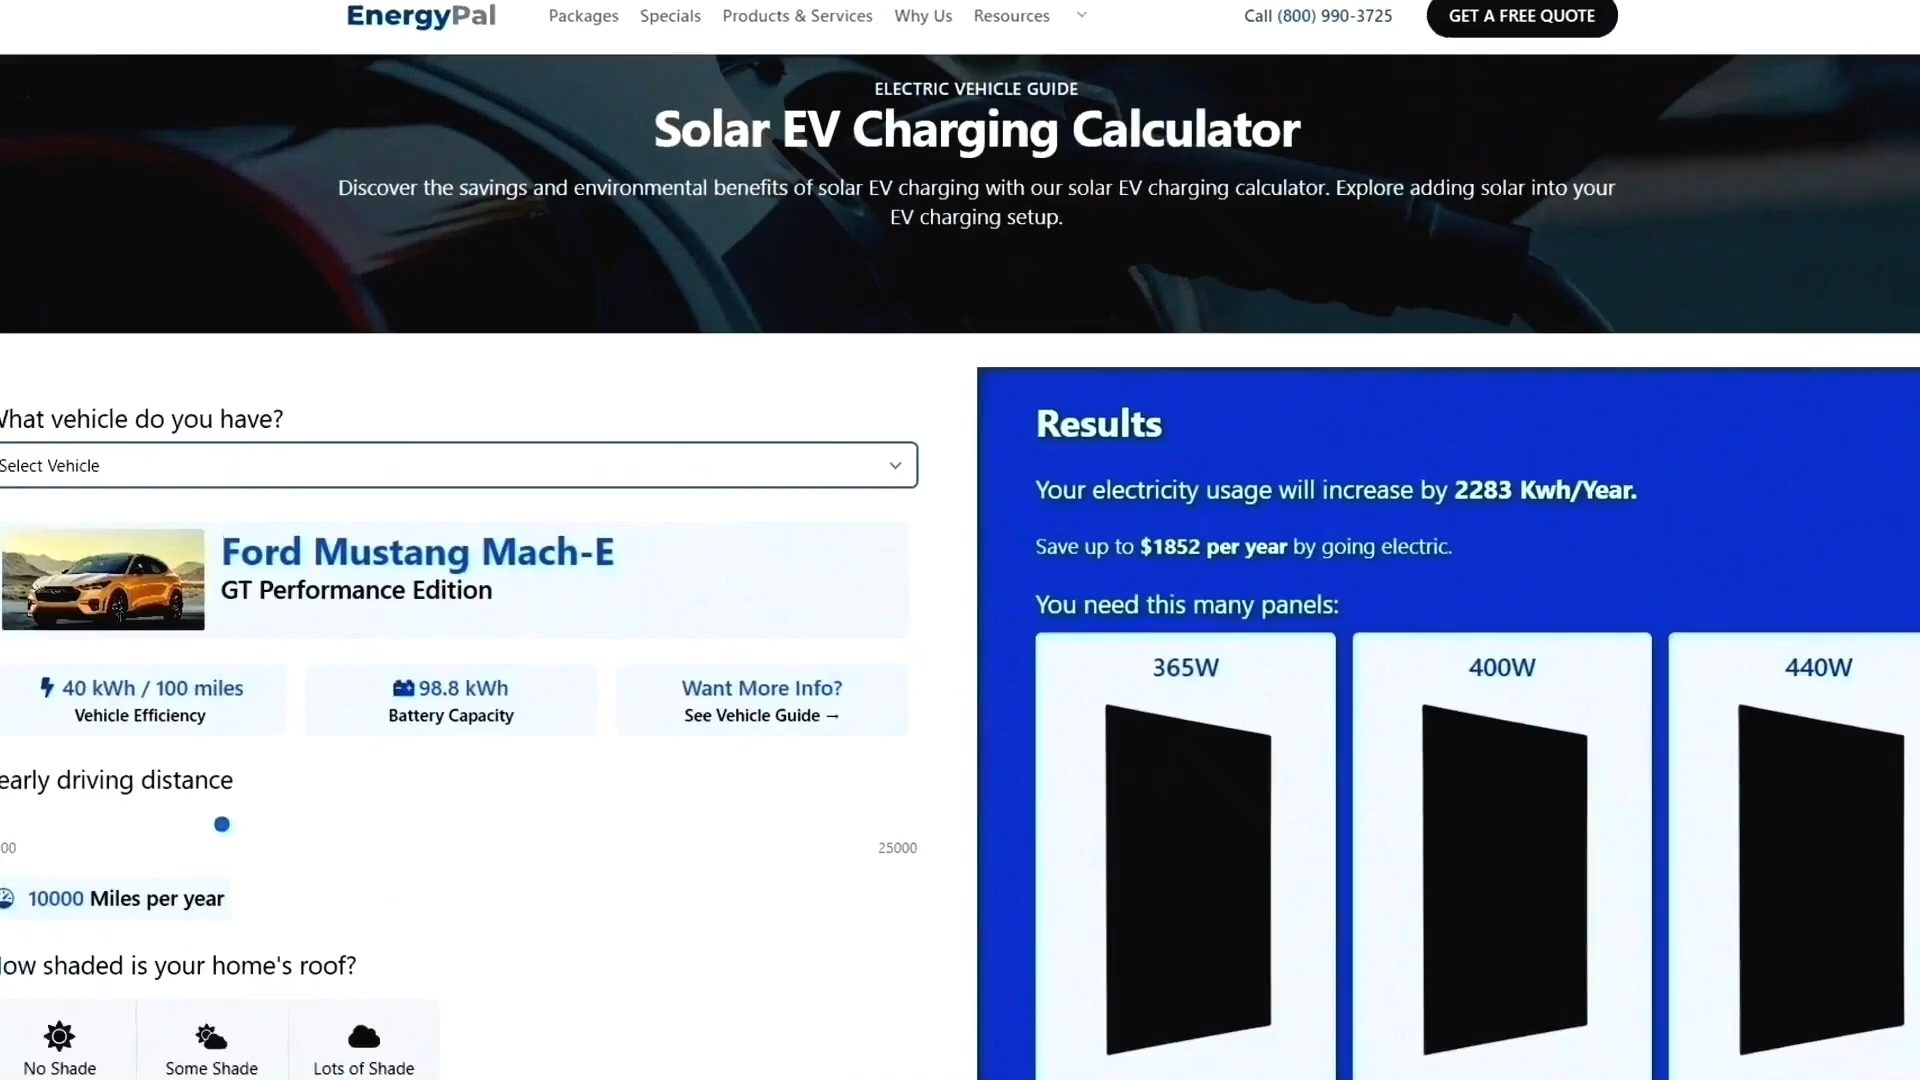 EnergyPal
Packages Specials Products & Services Why Us Resources
Call (800) 990-3725
GET A FREE QUOTE
ELECTRIC VEHICLE GUIDE
Solar EV Charging Calculator
Discover the savings and environmental benefits of solar EV charging with our solar EV charging calculator. Explore adding solar into your
EV charging setup.
What vehicle do you have?
Select Vehicle
Ford Mustang Mach-E
GT Performance Edition
40 kWh / 100 miles
Vehicle Efficiency
98.8 kWh
Battery Capacity
Want More Info?
See Vehicle Guide →
early driving distance
00
25000
10000 Miles per year
How shaded is your home's roof?
No Shade
Some Shade
Lots of Shade
Results
Your electricity usage will increase by 2283 Kwh/Year.
Save up to $1852 per year by going electric.
You need this many panels:
365W
400W
440W